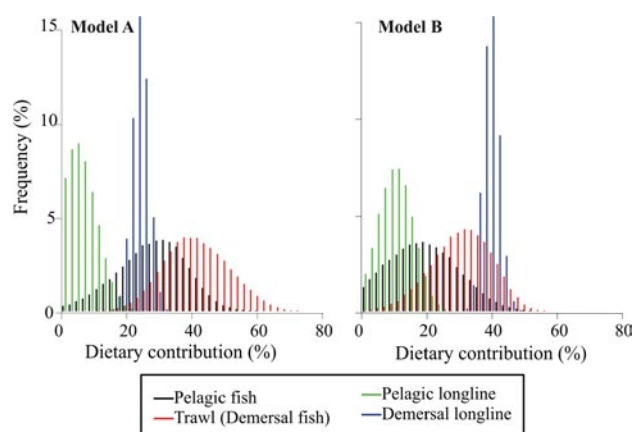 Model A
Model B
Frequency (%)
15
10
5
0
0 20 40 60 80
0 20 40 60 80
Dietary contribution (%)
Dietary contribution (%)
Pelagic fish
Pelagic longline
Trawl (Demersal fish)
Demersal longline